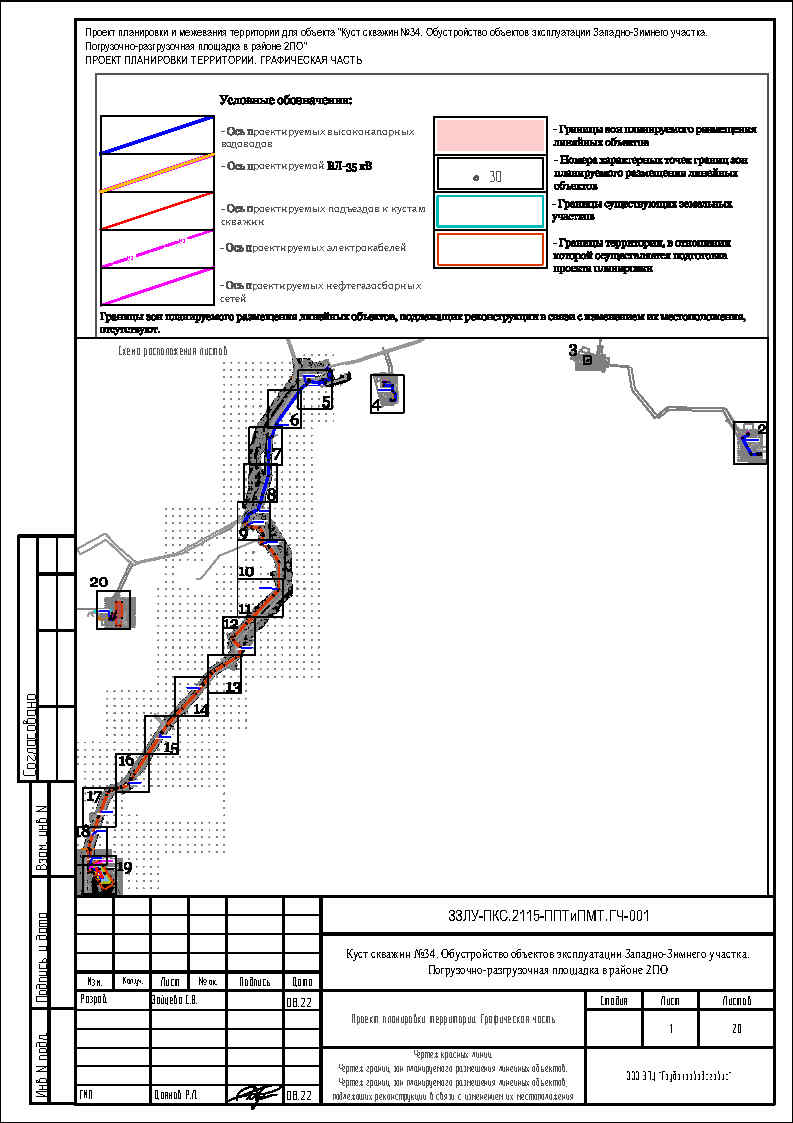 Проект планировки и межевания территории для объекта "Куст скважин №34. Обустройство объектов эксплуатации Западно-Зимнего участка.
Погрузочно-разгрузочная площадка в районе 2ПО"
ПРОЕКТ ПЛАНИРОВКИ ТЕРРИТОРИИ. ГРАФИЧЕСКАЯ ЧАСТЬ
Условные обозначения:
- Ось проектируемых высоконапорных
водоводов
- Ось проектируемой ВЛ-35 кВ
- Ось проектируемых подъездов к кустам
скважин
- Ось проектируемых электрокабелей
- Ось проектируемых нефтегазосборных
сетей
- Границы зон планируемого размещения
линейных объектов
30
- Номера характерных точек границ зон
планируемого размещения линейных
объектов
- Границы существующих земельных
участков
- Границы территории, в отношении
которой осуществляется подготовка
проекта планировки
Границы зон планируемого размещения линейных объектов, подлежащих реконструкции в связи с изменением их местоположения,
отсутствуют.
Схема расположения листов
3
5
4
6
2
7
8
9
10
20
11
12
13
14
15
16
17
18
19
Согласовано
Взам. инв N
Подпись и дата
Инв N подл.
ЗЗЛУ-ПКС.2115-ППТиПМТ.ГЧ-001
Куст скважин №34. Обустройство объектов эксплуатации Западно-Зимнего участка.
Погрузочно-разгрузочная площадка в районе 2ПО
Изм. Кол.уч. Лист № ок. Подпись Дата
Разраб. Зайцева С.В. 08.22
Проект планировки территории. Графическая часть
Стадия Лист Листов
1 20
Чертеж красных линий.
Чертеж границ зон планируемого размещения линейных объектов.
Чертеж границ зон планируемого размещения линейных объектов,
подлежащих реконструкции в связи с изменением их местоположения
ГИП Р.Л. 08.22
ООО